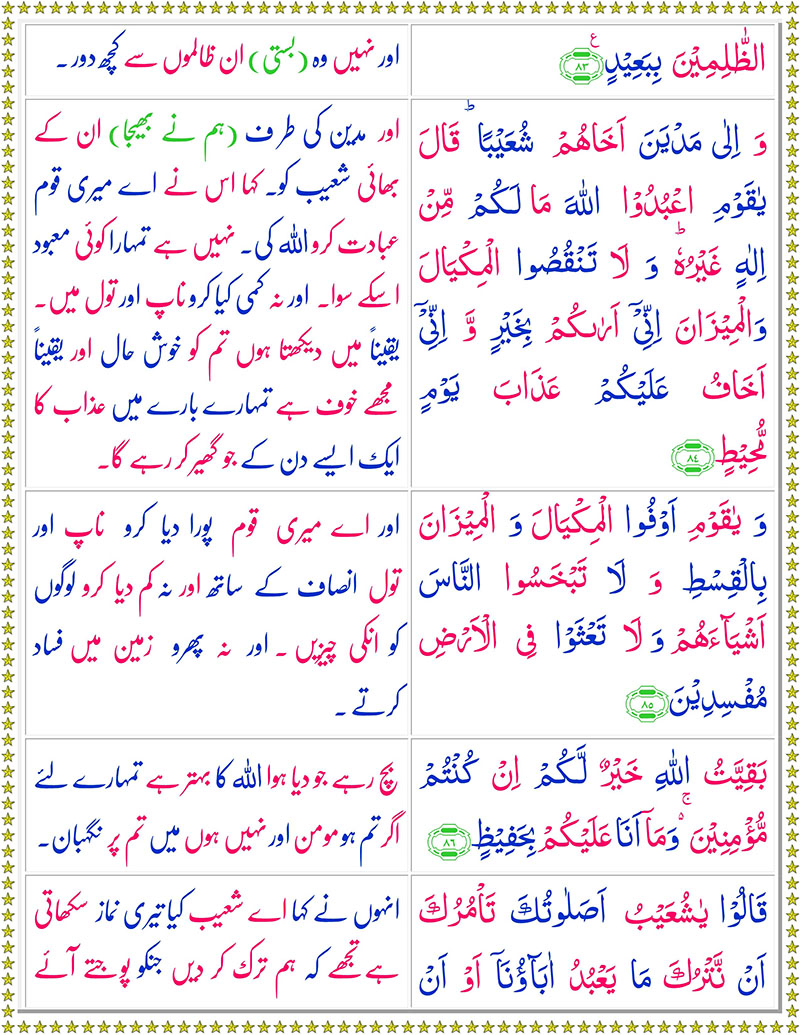 الظّٰلِمِيْنَ بِبَعِيْدٍ ع ﴿٨٣﴾
اور نہیں وہ (بستی) ان ظالموں سے کچھ دور۔
وَ اِلٰى مَدْيَنَ اَخَاهُمْ شُعَيْبًا ؕ قَالَ
يٰقَوْمِ اعْبُدُوا اللّٰهَ مَا لَكُمْ مِّنْ
اِلٰهٍ غَيْرُهٗ ؕ وَ لَا تَنْقُصُوا الْمِكْيَالَ
وَالْمِيْزَانَ اِنِّيْۤ اَرٰىكُمْ بِخَيْرٍ وَّ اِنِّيْۤ
اَخَافُ عَلَيْكُمْ عَذَابَ يَوْمٍ
مُّحِيْطٍ ﴿٨٤﴾
اور مدین کی طرف (ہم نے بھیجا) ان کے
بھائی شعیب کو۔ کہا اس نے اے میری قوم
عبادت کرو اللہ کی۔ نہیں ہے تمہارا کوئی معبود
اسکے سوا۔ اور نہ کمی کیا کرو ناپ اور تول میں۔
یقیناً میں دیکھتا ہوں تم کو خوش حال اور یقیناً
مجھے خوف ہے تمہارے بارے میں عذاب کا
ایک ایسے دن کے جو گھیر کر رہے گا۔
وَ يٰقَوْمِ اَوْفُوا الْمِكْيَالَ وَ الْمِيْزَانَ
بِالْقِسْطِ وَ لَا تَبْخَسُوا النَّاسَ
اَشْيَآءَهُمْ وَ لَا تَعْثَوْا فِي الْاَرْضِ
مُفْسِدِيْنَ ﴿٨٥﴾
اور اے میری قوم پورا دیا کرو ناپ اور
تول انصاف کے ساتھ اور نہ کم دیا کرو لوگوں
کو انکی چیزیں۔ اور نہ پھرو زمین میں فساد
کرتے۔
بَقِيَّتُ اللّٰهِ خَيْرٌ لَّكُمْ اِنْ كُنْتُمْ
مُّؤْمِنِيْنَ ۚ۬ وَمَاۤ اَنَا عَلَيْكُمْ بِحَفِيْظٍ ﴿٨٦﴾
بچ رہے جو دیا ہوا اللہ کا بہتر ہے تمہارے لئے
اگر تم ہو مومن اور نہیں ہوں میں تم پر نگہبان۔
قَالُوْا يٰشُعَيْبُ اَصَلٰوتُكَ تَاْمُرُكَ
اَنْ نَّتْرُكَ مَا يَعْبُدُ اٰبَآؤُنَاۤ اَوْ اَنْ
انہوں نے کہا اے شعیب کیا تیری نماز سکھاتی
ہے تجھے کہ ہم ترک کر دیں جنکو پوجتے آئے